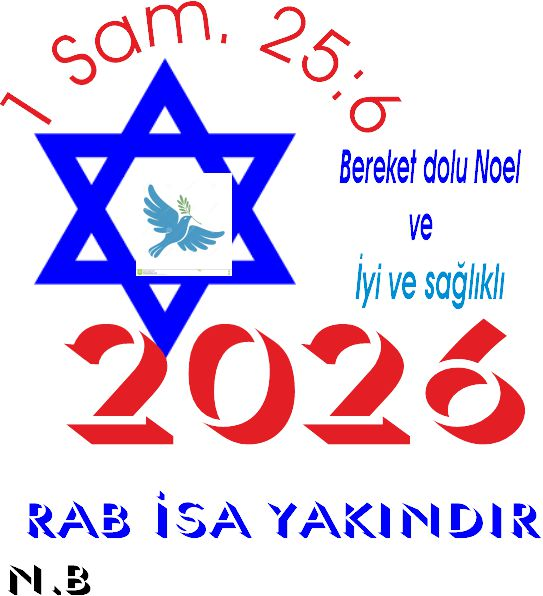 1 Sam. 25:6
Bereket dolu Noel
ve
İyi ve sağlıklı
2026
RAB İSA YAKINDIR
N.B